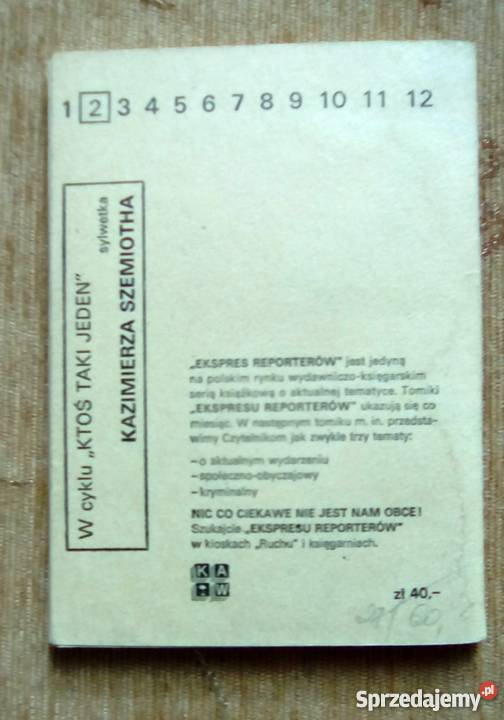 1 2 3 4 5 6 7 8 9 10 11 12
W cyklu „KTOŚ TAKI JEDEN”
sylwetka
KAZIMIERZA SZEMIOTHA
„EKSPRES REPORTERÓW” jest jedyną
na polskim rynku wydawniczo-księgarskim
serią książkową o aktualnej tematyce. Tomiki
„EKSPRESU REPORTERÓW” ukazują się co
miesiąc. W następnym tomiku m. in. przedsta-
wimy Czytelnikom jak zwykle trzy tematy:
– o aktualnym wydarzeniu
– społeczno-obyczajowy
– kryminalny
NIC CO CIEKAWE NIE JEST NAM OBCE!
Szukajcie „EKSPRESU REPORTERÓW”
w kioskach „Ruchu” i księgarniach.
K A
W
zł 40,–
60,
Sprzedajemy.pl